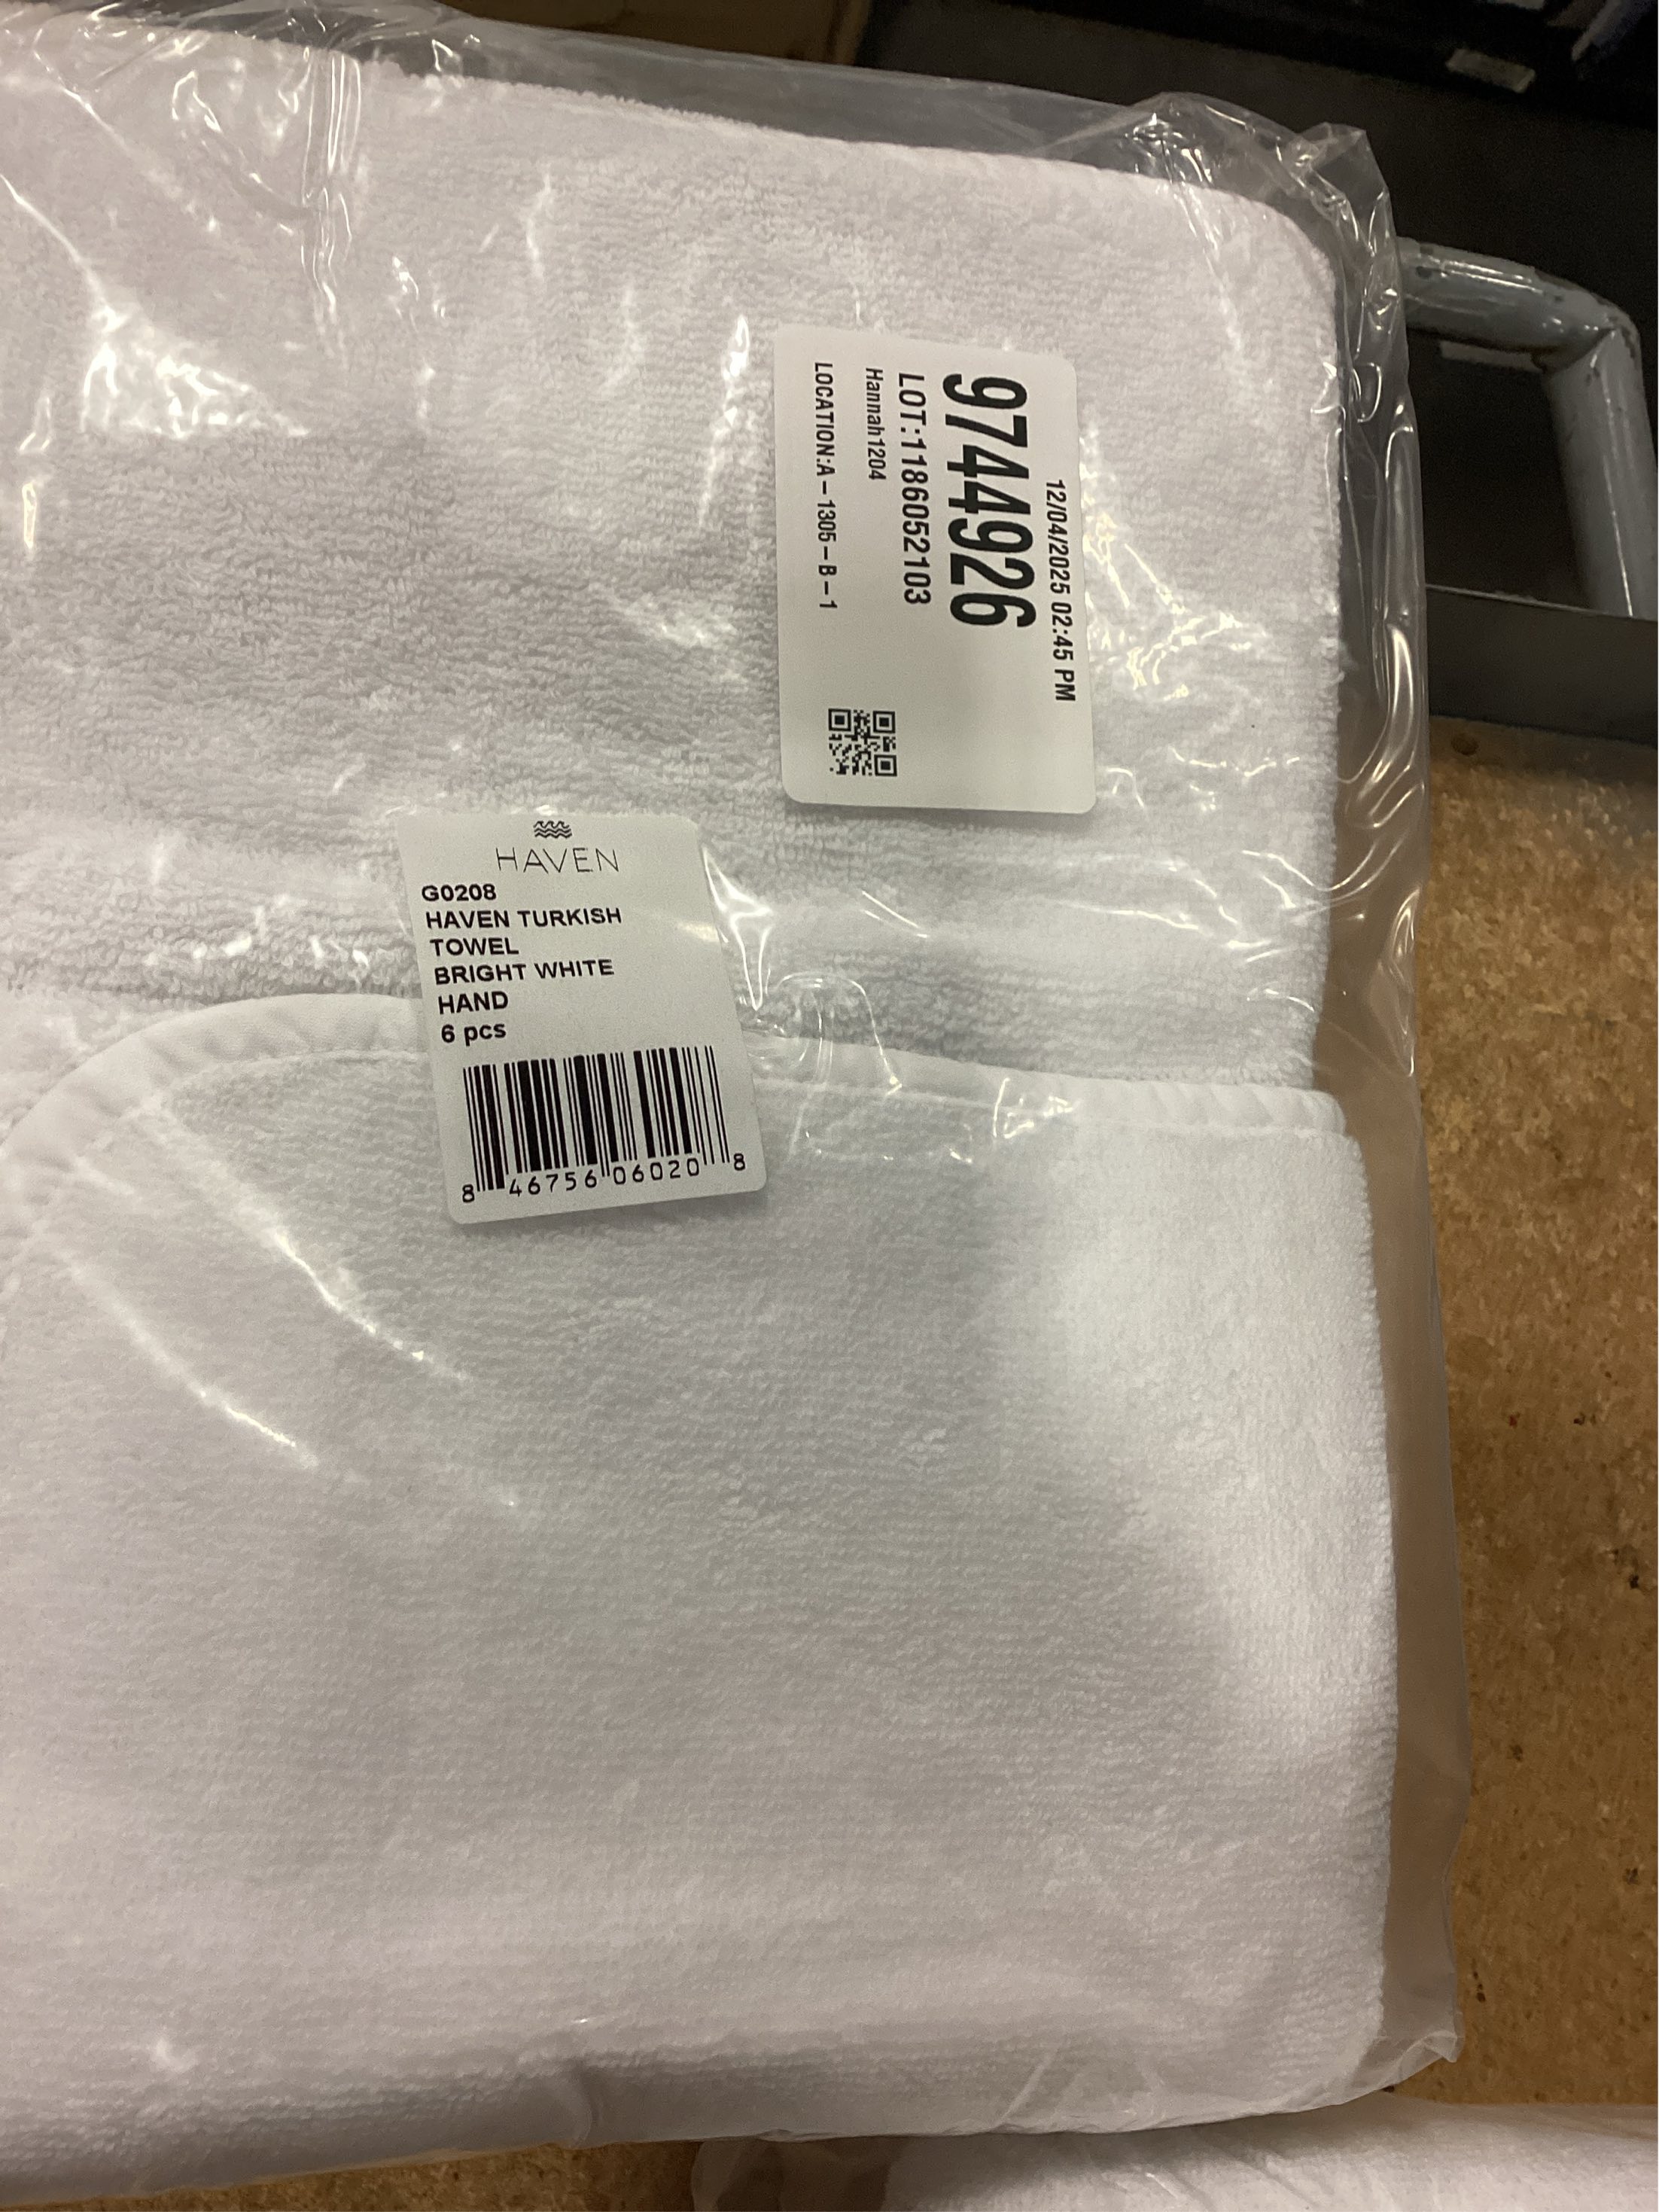 12/04/2025 02:45 PM
9744926
LOT:1186052103
Hannah1204
LOCATION:A-1305-B-1
HAVEN
G0208
HAVEN TURKISH
TOWEL
BRIGHT WHITE
HAND
6 pcs
8 46756 06020 8